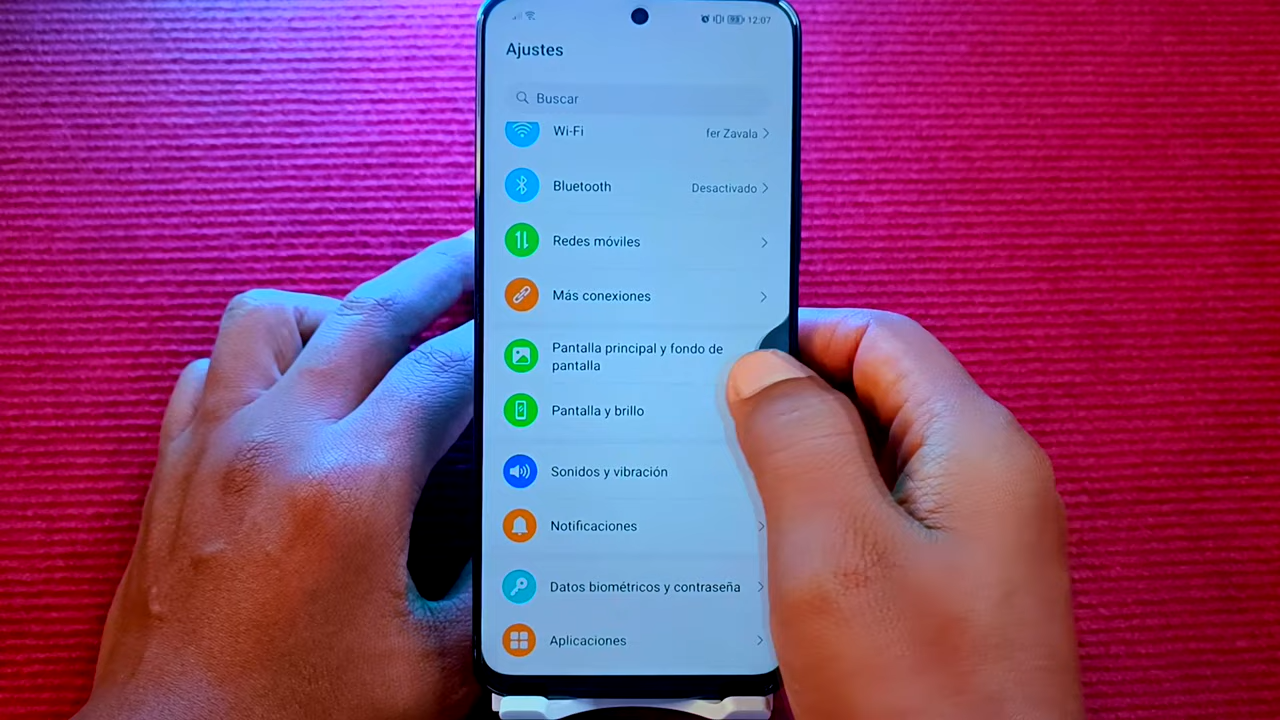 12:07
Ajustes
Buscar
Wi-Fi
fer Zavala
Bluetooth
Desactivado
Redes móviles
Más conexiones
Pantalla principal y fondo de
pantalla
Pantalla y brillo
Sonidos y vibración
Notificaciones
Datos biométricos y contraseña
Aplicaciones